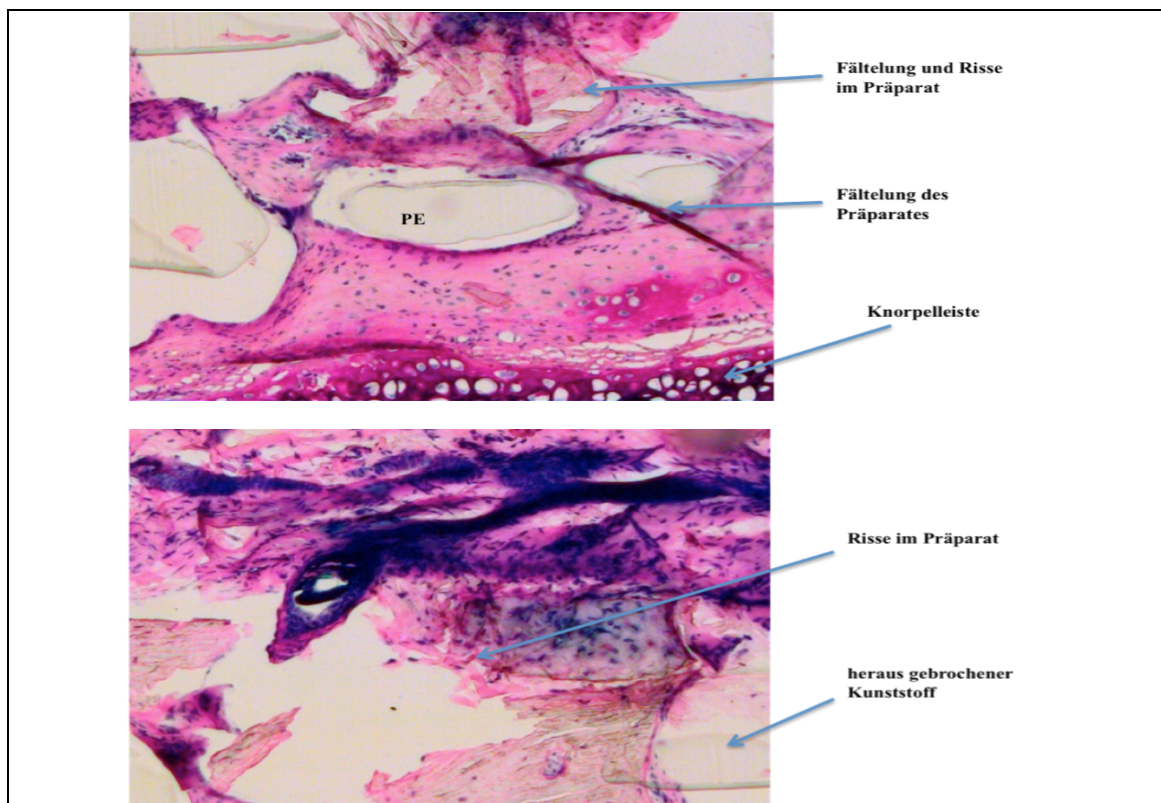 Fältelung und Risse
im Präparat
Fältelung des
Präparates
PE
Knorpelleiste
Risse im Präparat
heraus gebrochener
Kunststoff